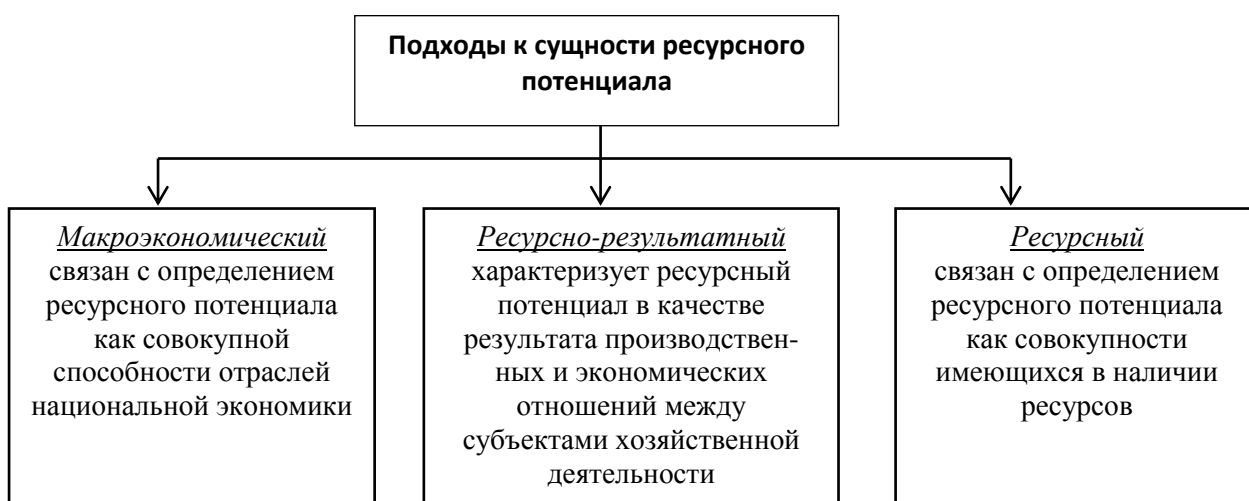 Подходы к сущности ресурсного
потенциала
Макроэкономический
связан с определением
ресурсного потенциала
как совокупной
способности отраслей
национальной экономики
Ресурсно-результатный
характеризует ресурсный
потенциал в качестве
результата производствен-
ных и экономических
отношений между
субъектами хозяйственной
деятельности
Ресурсный
связан с определением
ресурсного потенциала
как совокупности
имеющихся в наличии
ресурсов